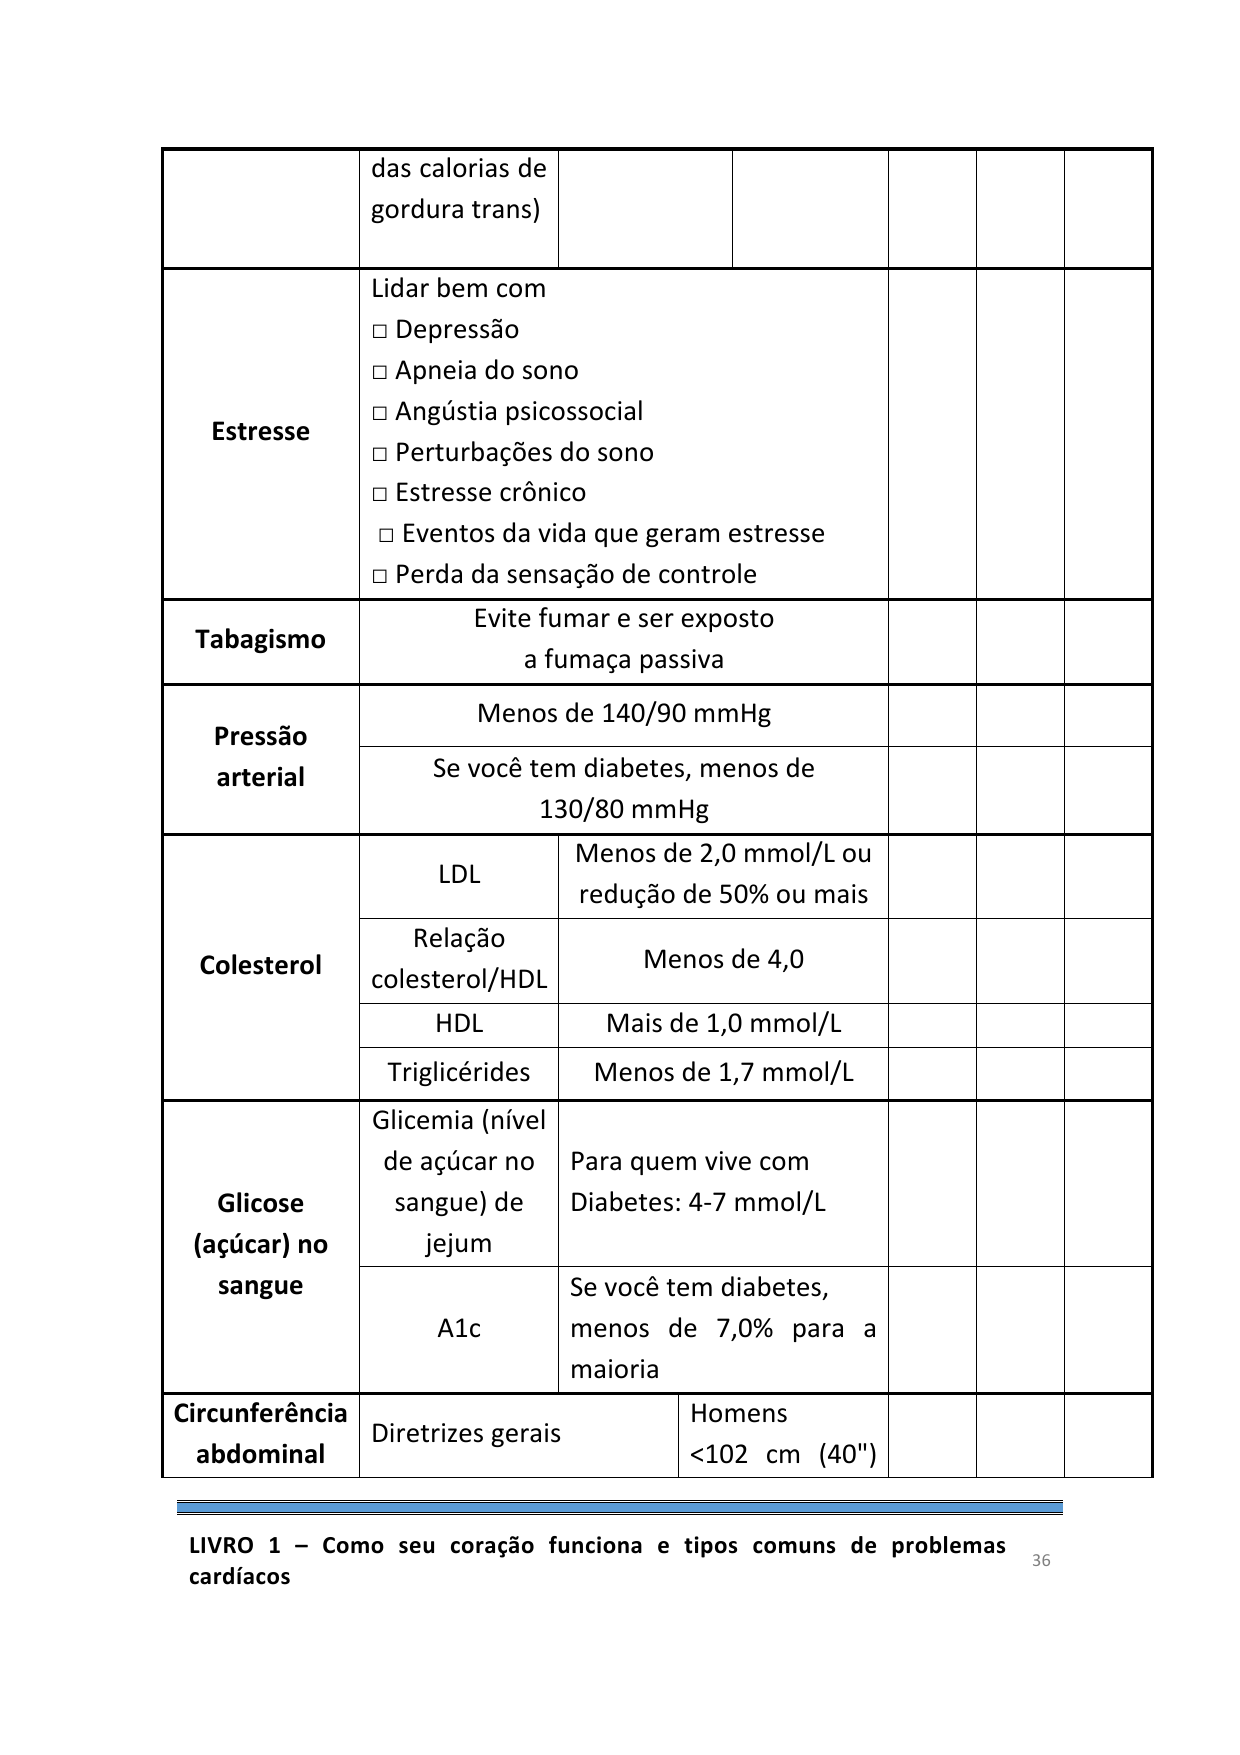 das calorias de
gordura trans)
Estresse
Lidar bem com
□ Depressão
□ Apneia do sono
□ Angústia psicossocial
□ Perturbações do sono
□ Estresse crônico
□ Eventos da vida que geram estresse
□ Perda da sensação de controle
Tabagismo
Evite fumar e ser exposto
a fumaça passiva
Pressão
arterial
Menos de 140/90 mmHg
Se você tem diabetes, menos de
130/80 mmHg
Colesterol
LDL
Menos de 2,0 mmol/L ou
redução de 50% ou mais
Relação
colesterol/HDL
Menos de 4,0
HDL
Mais de 1,0 mmol/L
Triglicérides
Menos de 1,7 mmol/L
Glicose
(açúcar) no
sangue
Glicemia (nível
de açúcar no
sangue) de
jejum
Para quem vive com
Diabetes: 4-7 mmol/L
A1c
Se você tem diabetes,
menos de 7,0% para a
maioria
Circunferência
abdominal
Diretrizes gerais
Homens
<102 cm (40")
LIVRO 1 – Como seu coração funciona e tipos comuns de problemas
cardíacos
36